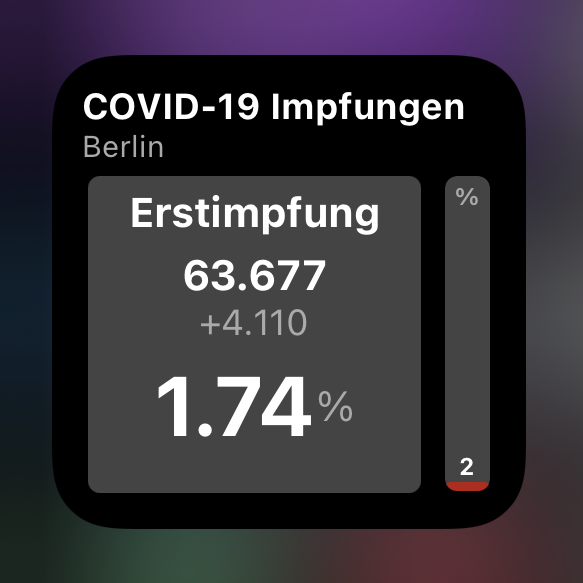 COVID-19 Impfungen
Berlin
Erstimpfung
63.677
+4.110
1.74%
%
2